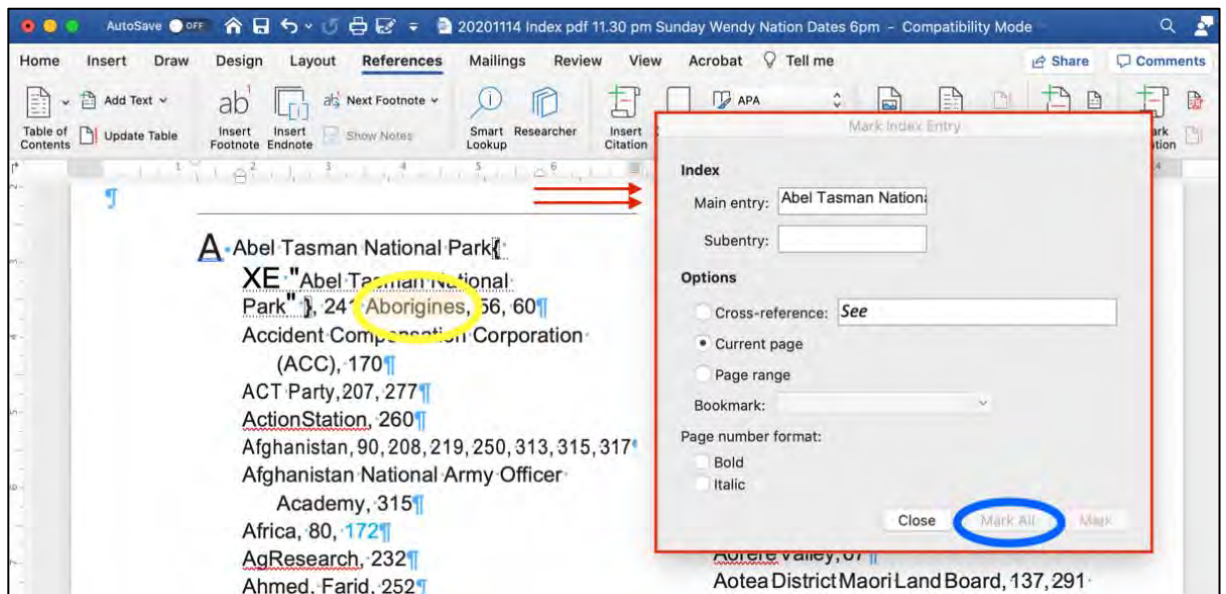 AutoSave OFF 20201114 Index pdf 11.30 pm Sunday Wendy Nation Dates 6pm – Compatibility Mode
Home Insert Draw Design Layout References Mailings Review View Acrobat Tell me Share Comments
Add Text Next Footnote APA
Table of Contents Update Table Insert Footnote Insert Endnote Show Notes Smart Lookup Researcher Insert Citation
Mark Index Entry
Index
Main entry: Abel Tasman Nation
Subentry:
Options
Cross-reference: See
Current page
Page range
Bookmark:
Page number format:
Bold
Italic
Close Mark All Mark
A Abel Tasman National Park{
XE "Abel Tasman National
Park" }, 241 Aborigines, 56, 60¶
Accident Compensation Corporation
(ACC), 170¶
ACT Party,207, 277¶
ActionStation, 260¶
Afghanistan, 90, 208, 219, 250, 313, 315, 317
Afghanistan National Army Officer
Academy, 315¶
Africa, 80, 172¶
AgResearch, 232¶
Ahmed, Farid, 252¶
Aorere Valley, 67¶
Aotea District Maori Land Board, 137, 291